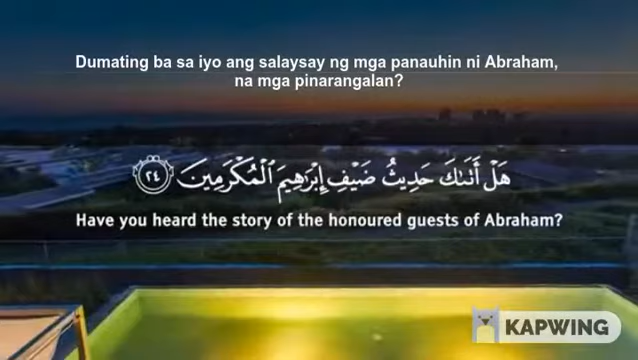 Dumating ba sa iyo ang salaysay ng mga panauhin ni Abraham,
na mga pinarangalan?
هَلْ أَتَىٰكَ حَدِيثُ ضَيْفِ إِبْرَٰهِيمَ ٱلْمُكْرَمِينَ ٢٤
Have you heard the story of the honoured guests of Abraham?
KAPWING